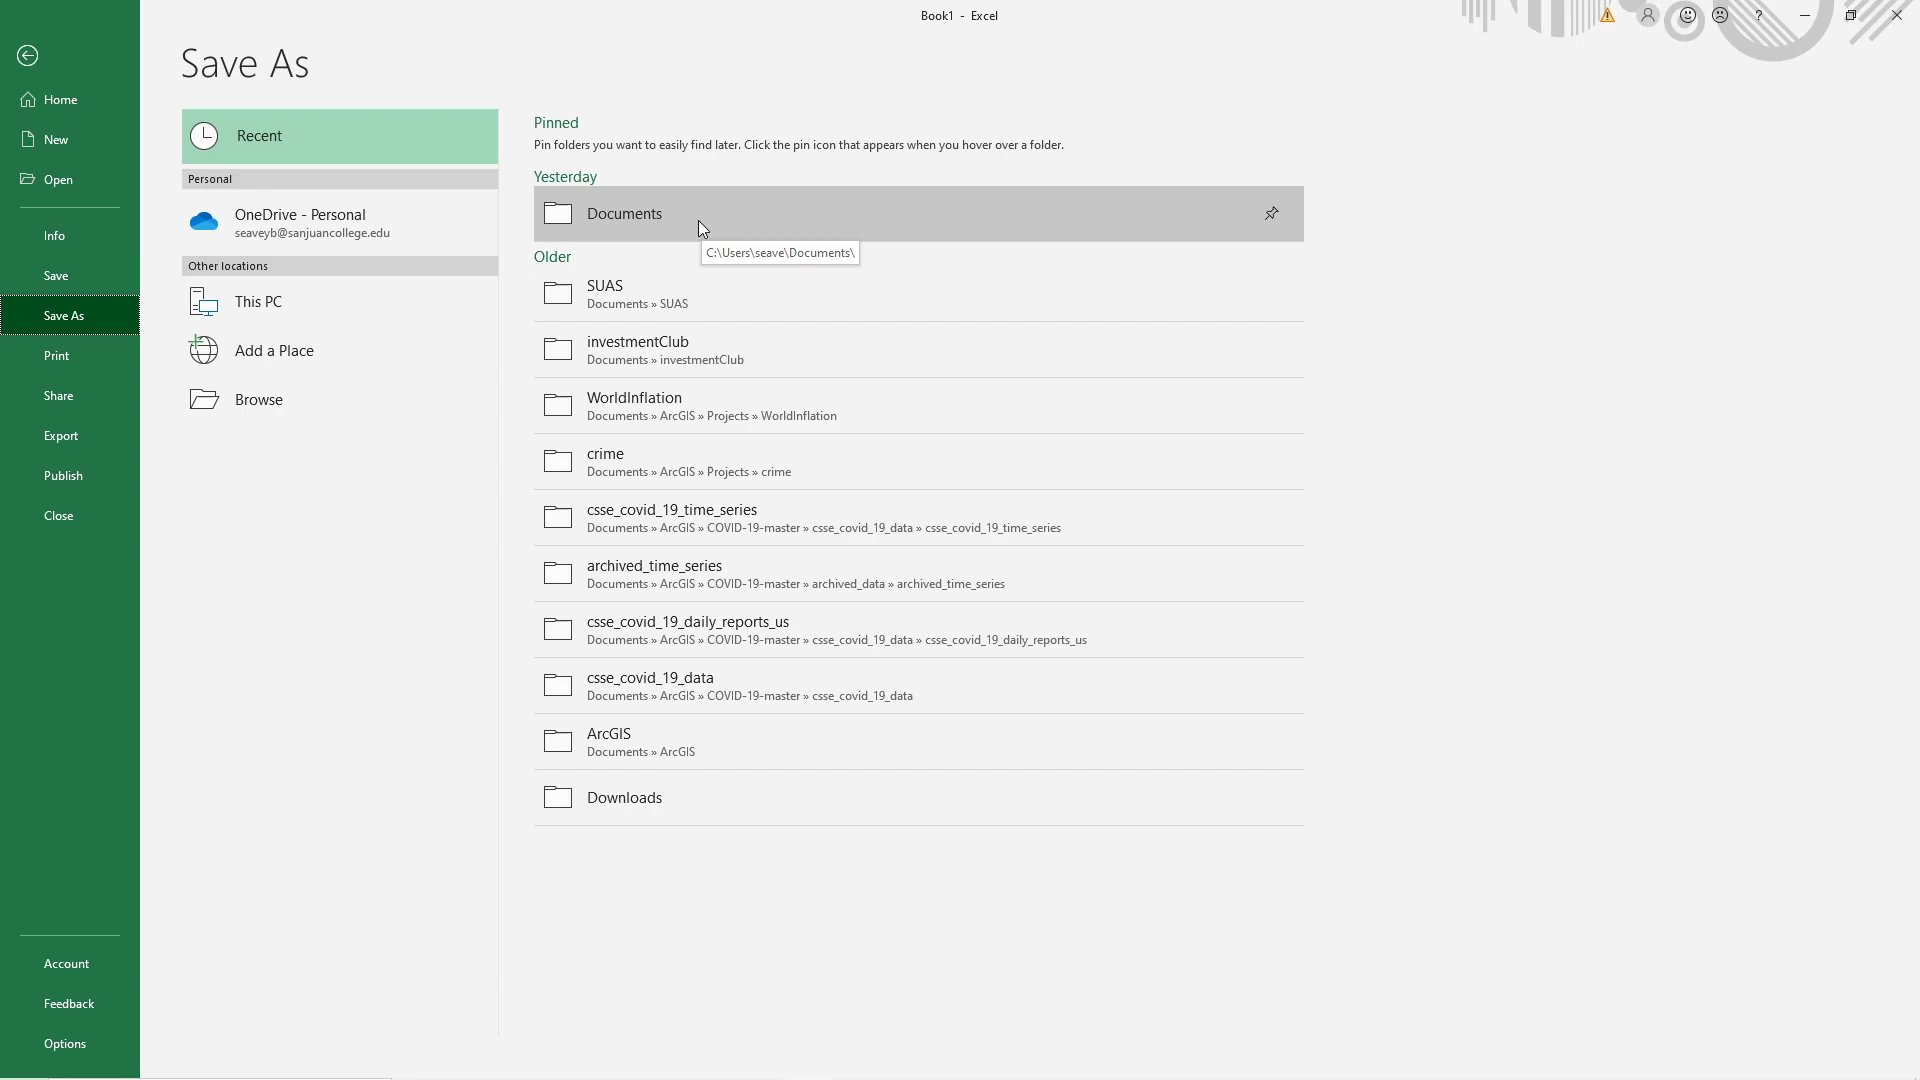 Book1 - Excel
Save As
Home
New
Open
Info
Save
Save As
Print
Share
Export
Publish
Close
Account
Feedback
Options
Recent
Personal
OneDrive - Personal
seaveyb@sanjuancollege.edu
Other locations
This PC
Add a Place
Browse
Pinned
Pin folders you want to easily find later. Click the pin icon that appears when you hover over a folder.
Yesterday
Documents
C:\Users\seave\Documents\
Older
SUAS
Documents » SUAS
investmentClub
Documents » investmentClub
WorldInflation
Documents » ArcGIS » Projects » WorldInflation
crime
Documents » ArcGIS » Projects » crime
csse_covid_19_time_series
Documents » ArcGIS » COVID-19-master » csse_covid_19_data » csse_covid_19_time_series
archived_time_series
Documents » ArcGIS » COVID-19-master » archived_data » archived_time_series
csse_covid_19_daily_reports_us
Documents » ArcGIS » COVID-19-master » csse_covid_19_data » csse_covid_19_daily_reports_us
csse_covid_19_data
Documents » ArcGIS » COVID-19-master » csse_covid_19_data
ArcGIS
Documents » ArcGIS
Downloads